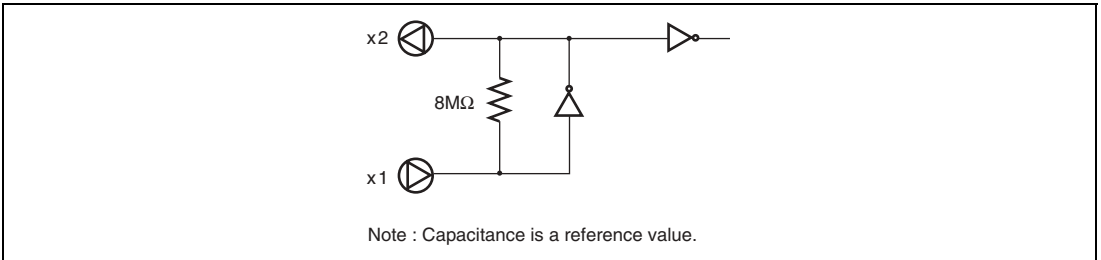 x2
8MΩ
x1
Note : Capacitance is a reference value.